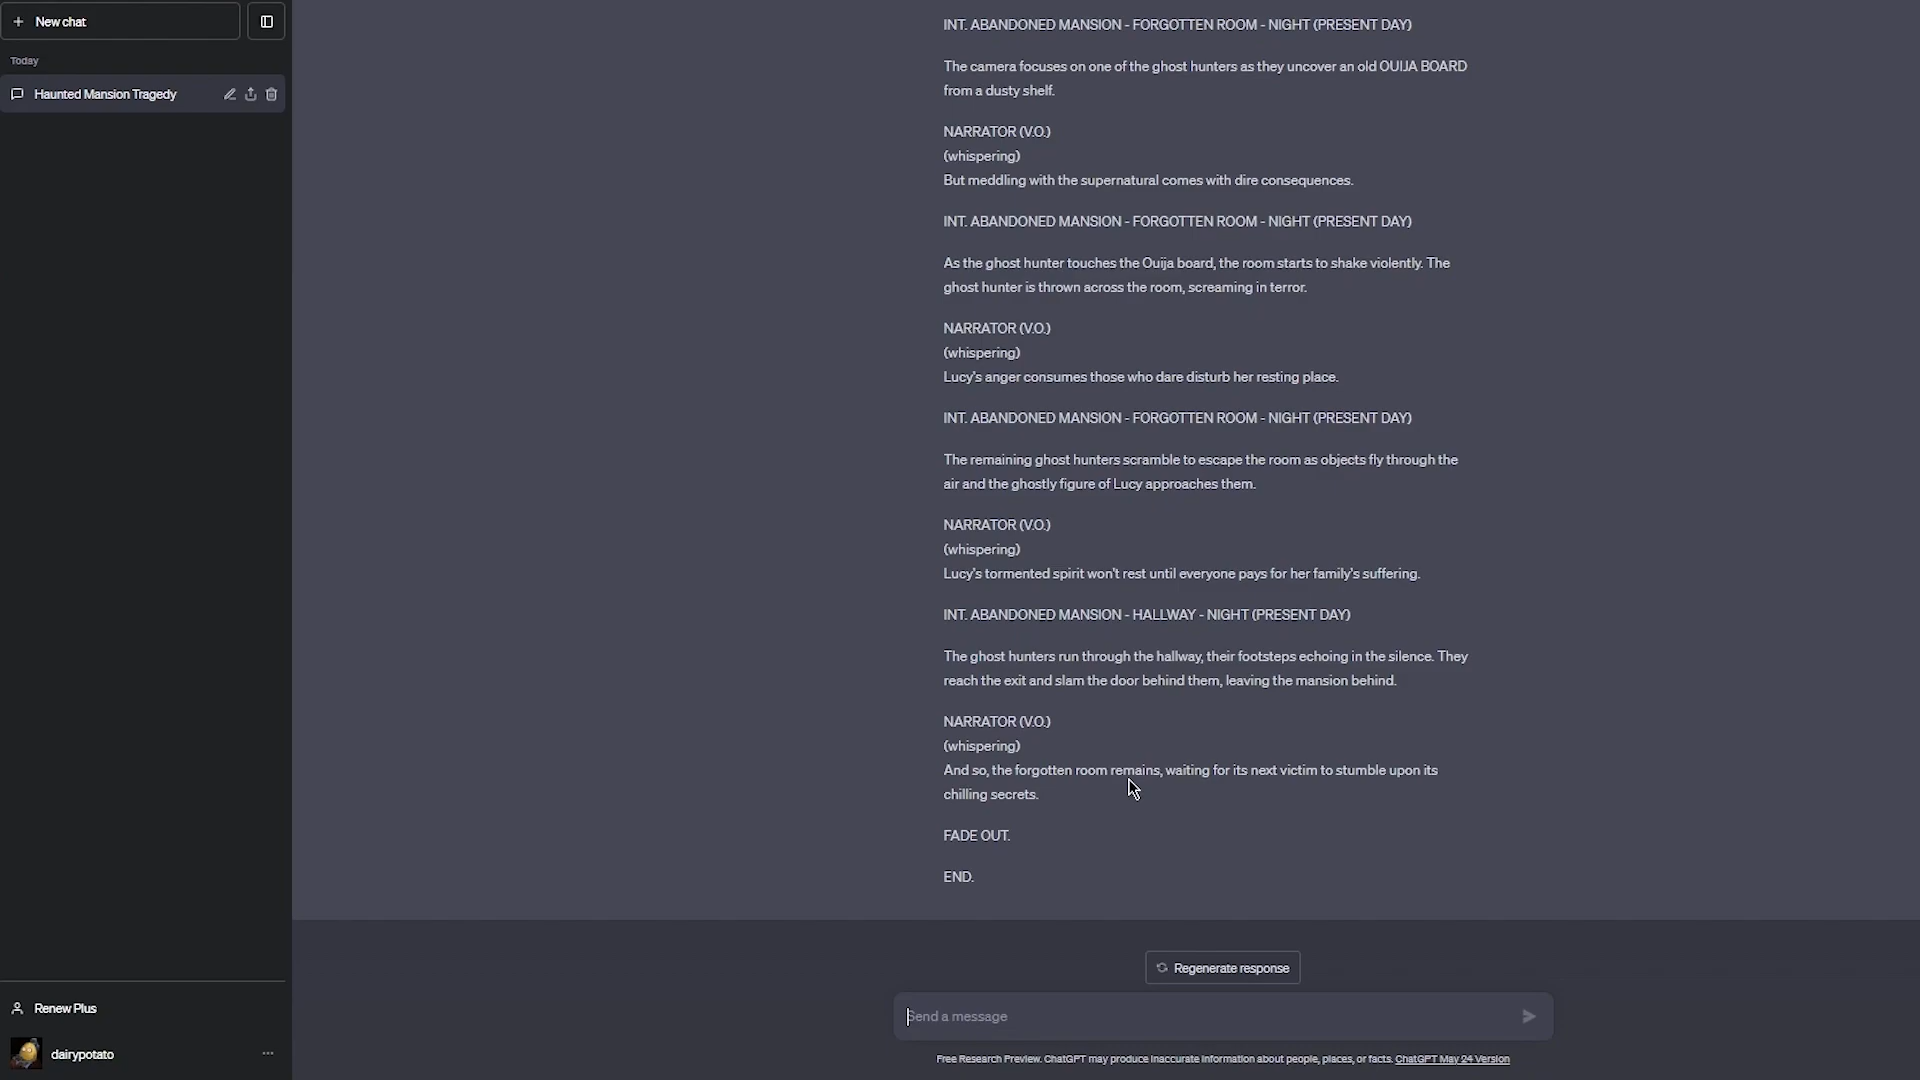 New chat
Today
Haunted Mansion Tragedy
INT. ABANDONED MANSION - FORGOTTEN ROOM - NIGHT (PRESENT DAY)
The camera focuses on one of the ghost hunters as they uncover an old OUIJA BOARD
from a dusty shelf.
NARRATOR (V.O.)
(whispering)
But meddling with the supernatural comes with dire consequences.
INT. ABANDONED MANSION - FORGOTTEN ROOM - NIGHT (PRESENT DAY)
As the ghost hunter touches the Ouija board, the room starts to shake violently. The
ghost hunter is thrown across the room, screaming in terror.
NARRATOR (V.O.)
(whispering)
Lucy's anger consumes those who dare disturb her resting place.
INT. ABANDONED MANSION - FORGOTTEN ROOM - NIGHT (PRESENT DAY)
The remaining ghost hunters scramble to escape the room as objects fly through the
air and the ghostly figure of Lucy approaches them.
NARRATOR (V.O.)
(whispering)
Lucy's tormented spirit won't rest until everyone pays for her family's suffering.
INT. ABANDONED MANSION - HALLWAY - NIGHT (PRESENT DAY)
The ghost hunters run through the hallway, their footsteps echoing in the silence. They
reach the exit and slam the door behind them, leaving the mansion behind.
NARRATOR (V.O.)
(whispering)
And so, the forgotten room remains, waiting for its next victim to stumble upon its
chilling secrets.
FADE OUT.
END.
Regenerate response
Send a message
Free Research Preview. ChatGPT may produce inaccurate information about people, places, or facts. ChatGPT May 24 Version
Renew Plus
dairypotato